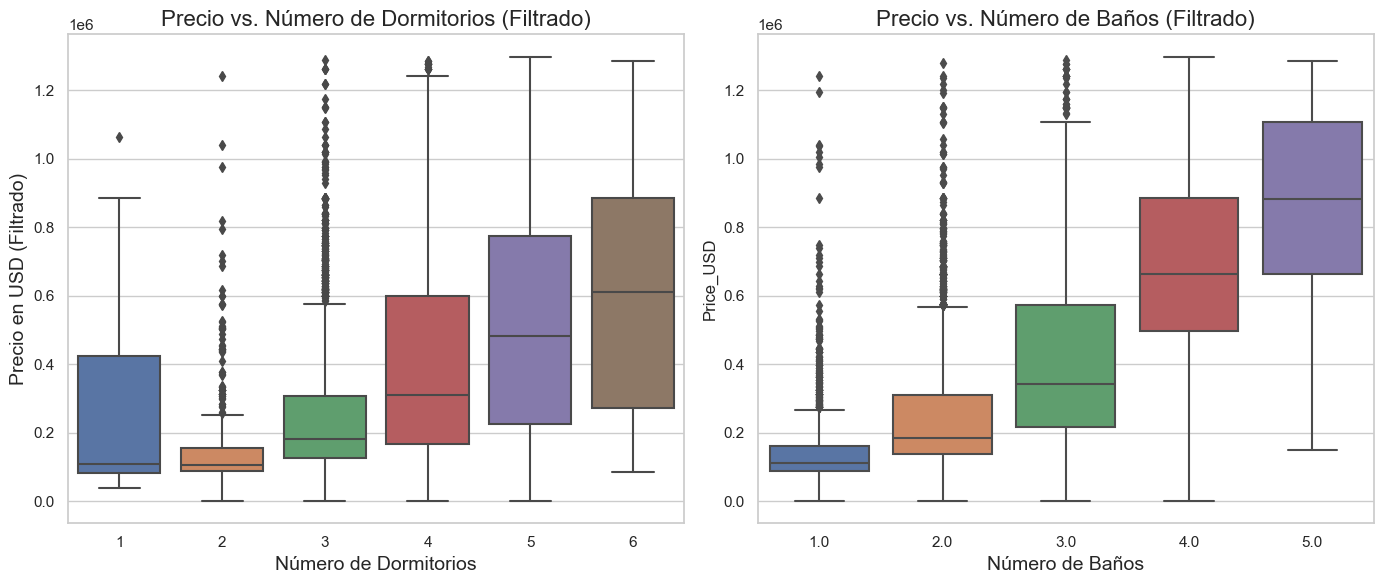 Precio vs. Número de Dormitorios (Filtrado)
1e6
1.2
1.0
0.8
0.6
0.4
0.2
0.0
Precio en USD (Filtrado)
1 2 3 4 5 6
Número de Dormitorios
Precio vs. Número de Baños (Filtrado)
1e6
1.2
1.0
0.8
0.6
0.4
0.2
0.0
Price_USD
1.0 2.0 3.0 4.0 5.0
Número de Baños